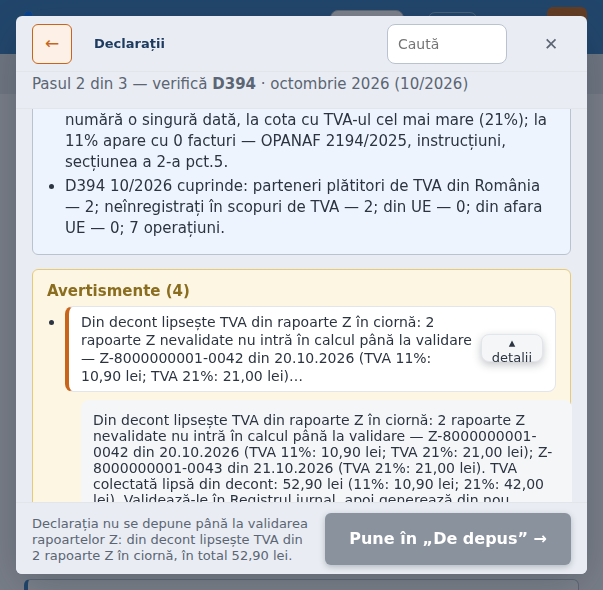 ←
Declarații
Caută
✕
Pasul 2 din 3 — verifică D394 · octombrie 2026 (10/2026)
numără o singură dată, la cota cu TVA-ul cel mai mare (21%); la
11% apare cu 0 facturi — OPANAF 2194/2025, instrucțiuni,
secțiunea a 2-a pct.5.
• D394 10/2026 cuprinde: parteneri plătitori de TVA din România
— 2; neînregistrați în scopuri de TVA — 2; din UE — 0; din afara
UE — 0; 7 operațiuni.
Avertismente (4)
• Din decont lipsește TVA din rapoarte Z în ciornă: 2
rapoarte Z nevalidate nu intră în calcul până la validare
— Z-8000000001-0042 din 20.10.2026 (TVA 11%:
10,90 lei; TVA 21%: 21,00 lei)…
▲
detalii
Din decont lipsește TVA din rapoarte Z în ciornă: 2 rapoarte Z
nevalidate nu intră în calcul până la validare — Z-8000000001-
0042 din 20.10.2026 (TVA 11%: 10,90 lei; TVA 21%: 21,00 lei); Z-
8000000001-0043 din 21.10.2026 (TVA 21%: 21,00 lei). TVA
colectată lipsă din decont: 52,90 lei (11%: 10,90 lei; 21%: 42,00
lei). Validează-le în Registrul jurnal, apoi generează din nou
Declarația nu se depune până la validarea
rapoartelor Z: din decont lipsește TVA din
2 rapoarte Z în ciornă, în total 52,90 lei.
Pune în „De depus” →